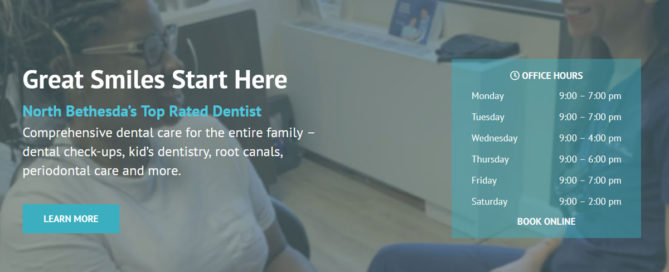 Great Smiles Start Here
North Bethesda's Top Rated Dentist
Comprehensive dental care for the entire family –
dental check-ups, kid's dentistry, root canals,
periodontal care and more.
LEARN MORE
OFFICE HOURS
Monday 9:00 – 7:00 pm
Tuesday 9:00 – 7:00 pm
Wednesday 9:00 – 4:00 pm
Thursday 9:00 – 6:00 pm
Friday 9:00 – 7:00 pm
Saturday 9:00 – 2:00 pm
BOOK ONLINE